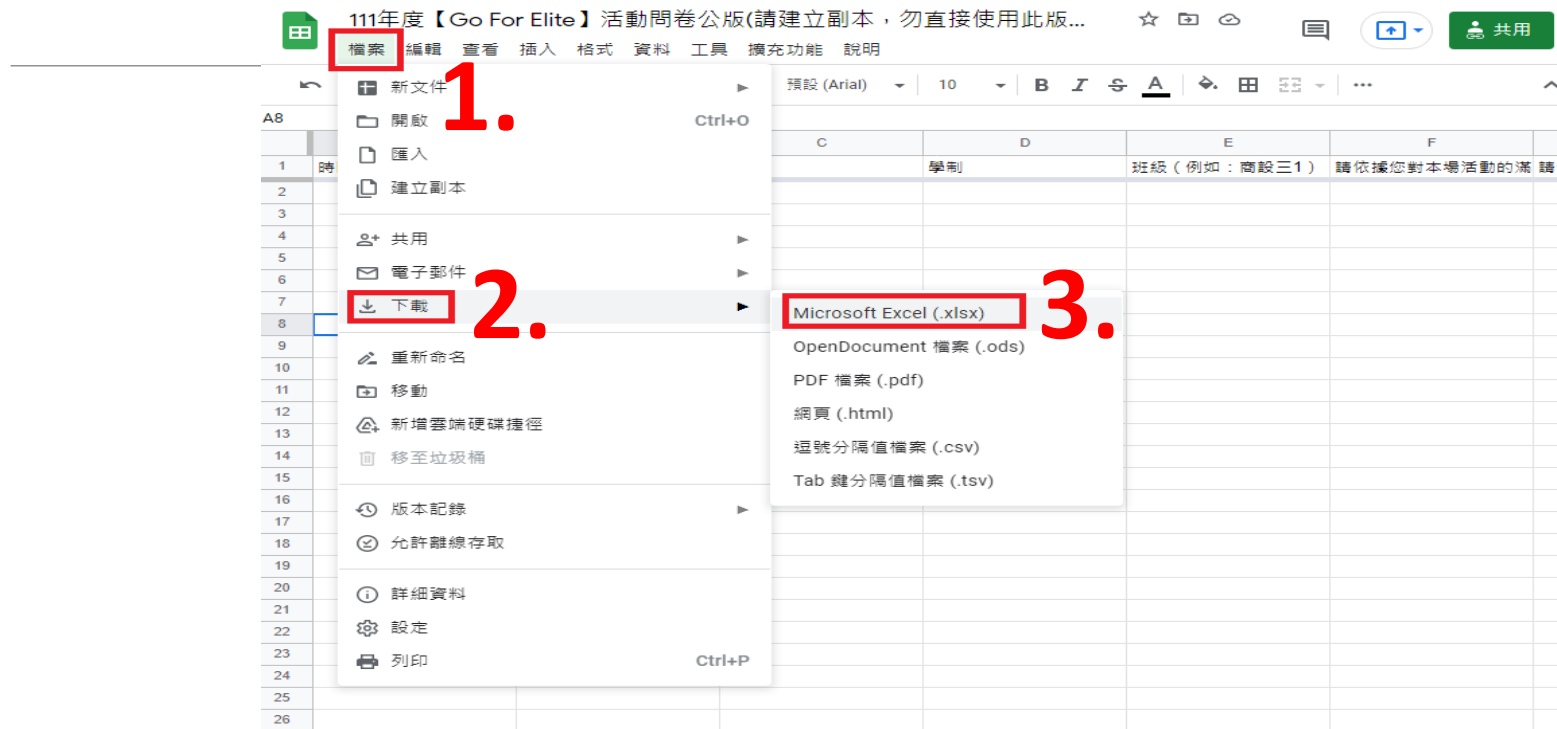 111年度【Go For Elite】活動問卷公版(請建立副本，勿直接使用此版...
共用
檔案 編輯 查看 插入 格式 資料 工具 擴充功能 說明
1.
預設 (Arial) 10 B I S A ...
A8
C D E F
1 時 學制 班級（例如：商設三1） 請依據您對本場活動的滿 請
新文件
開啟 Ctrl+O
匯入
建立副本
共用
電子郵件
下載
2.
Microsoft Excel (.xlsx)
3.
OpenDocument 檔案 (.ods)
PDF 檔案 (.pdf)
網頁 (.html)
逗號分隔值檔案 (.csv)
Tab 鍵分隔值檔案 (.tsv)
重新命名
移動
新增雲端硬碟捷徑
移至垃圾桶
版本記錄
允許離線存取
詳細資料
設定
列印 Ctrl+P
2
3
4
5
6
7
8
9
10
11
12
13
14
15
16
17
18
19
20
21
22
23
24
25
26